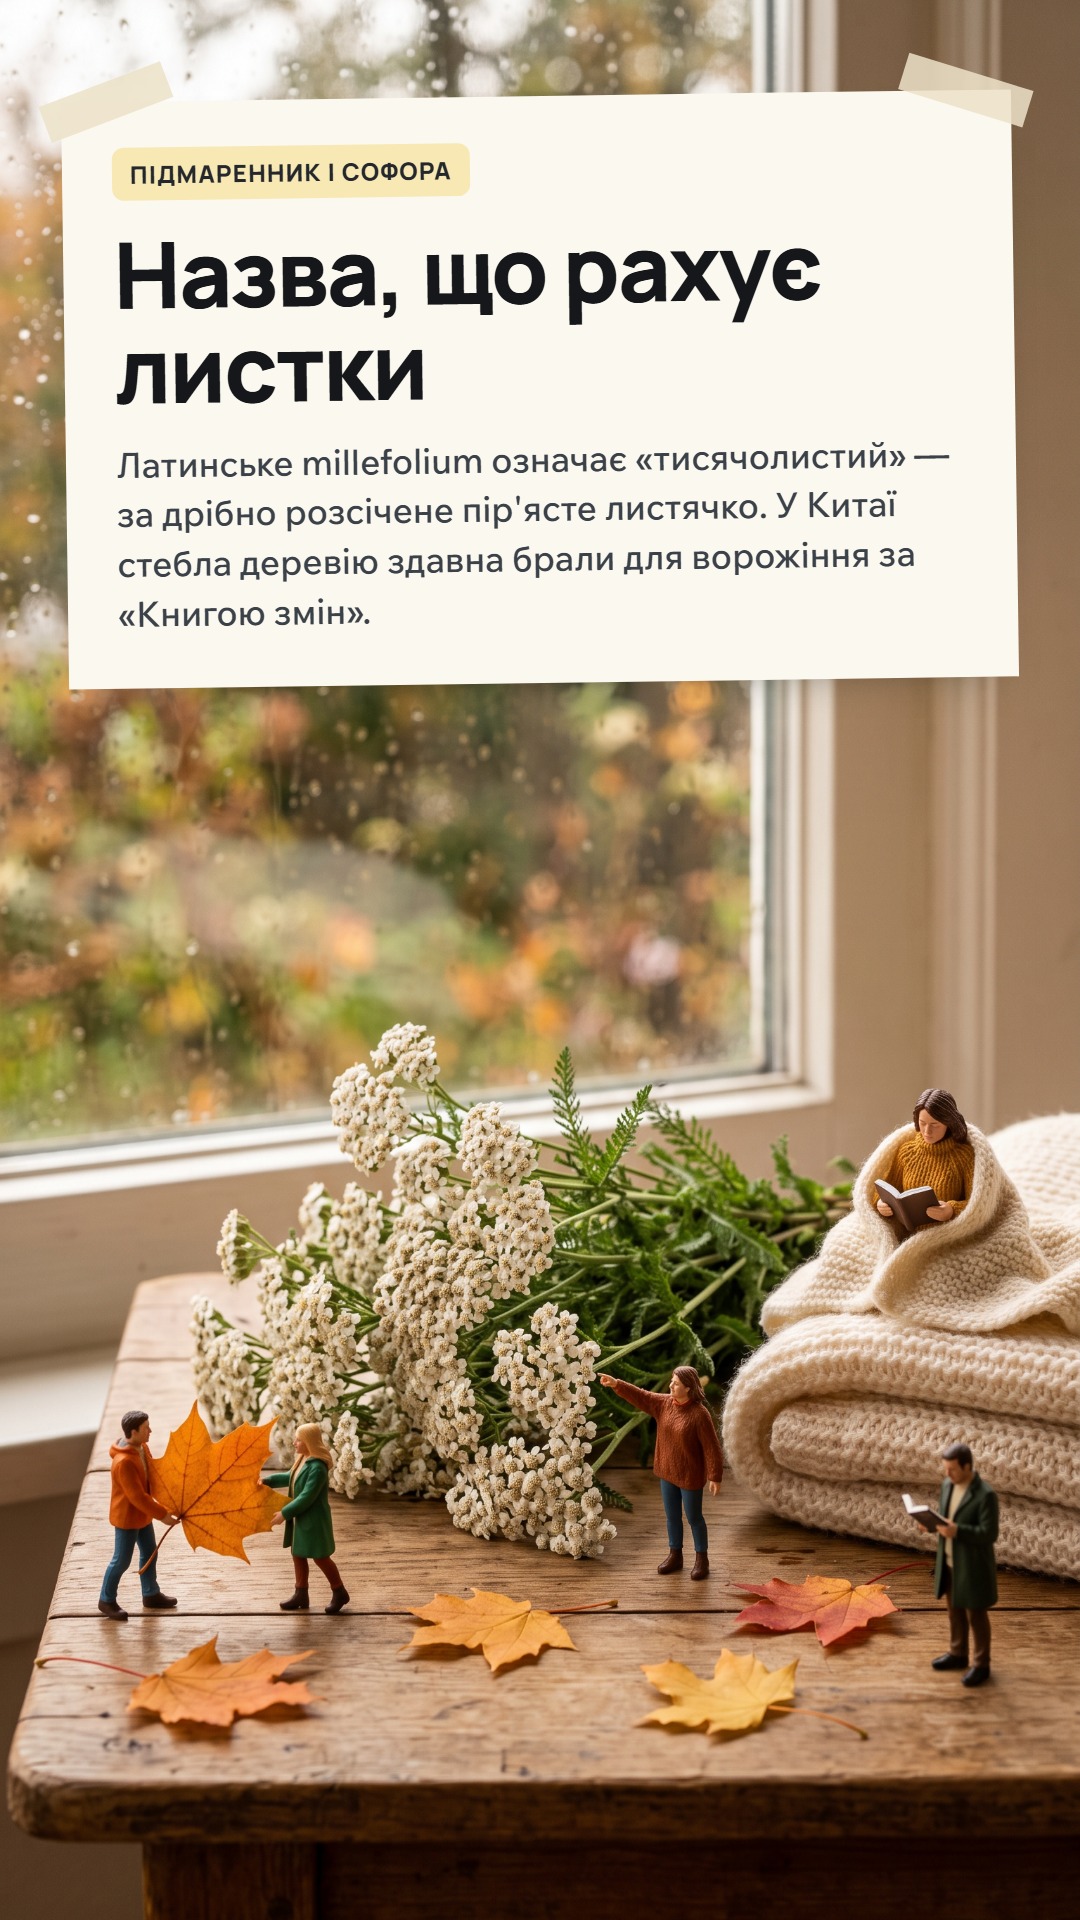 ПІДМАРЕННИК І СОФОРА
Назва, що рахує
листки
Латинське millefolium означає «тисячолистий» —
за дрібно розсічене пір'ясте листячко. У Китаї
стебла деревію здавна брали для ворожіння за
«Книгою змін».